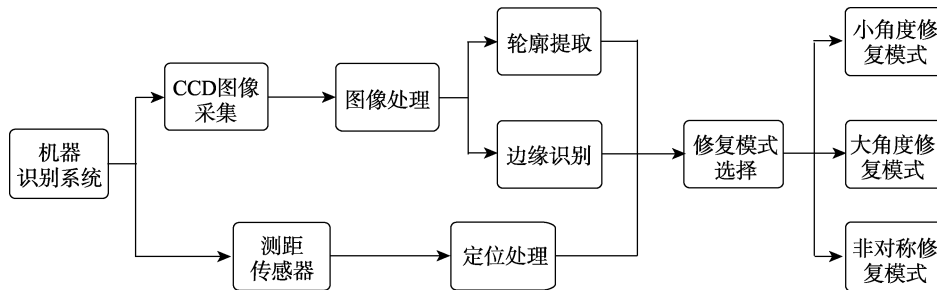 机器
识别系统
CCD图像
采集
图像处理
轮廓提取
边缘识别
测距
传感器
定位处理
修复模式
选择
小角度修
复模式
大角度修
复模式
非对称修
复模式